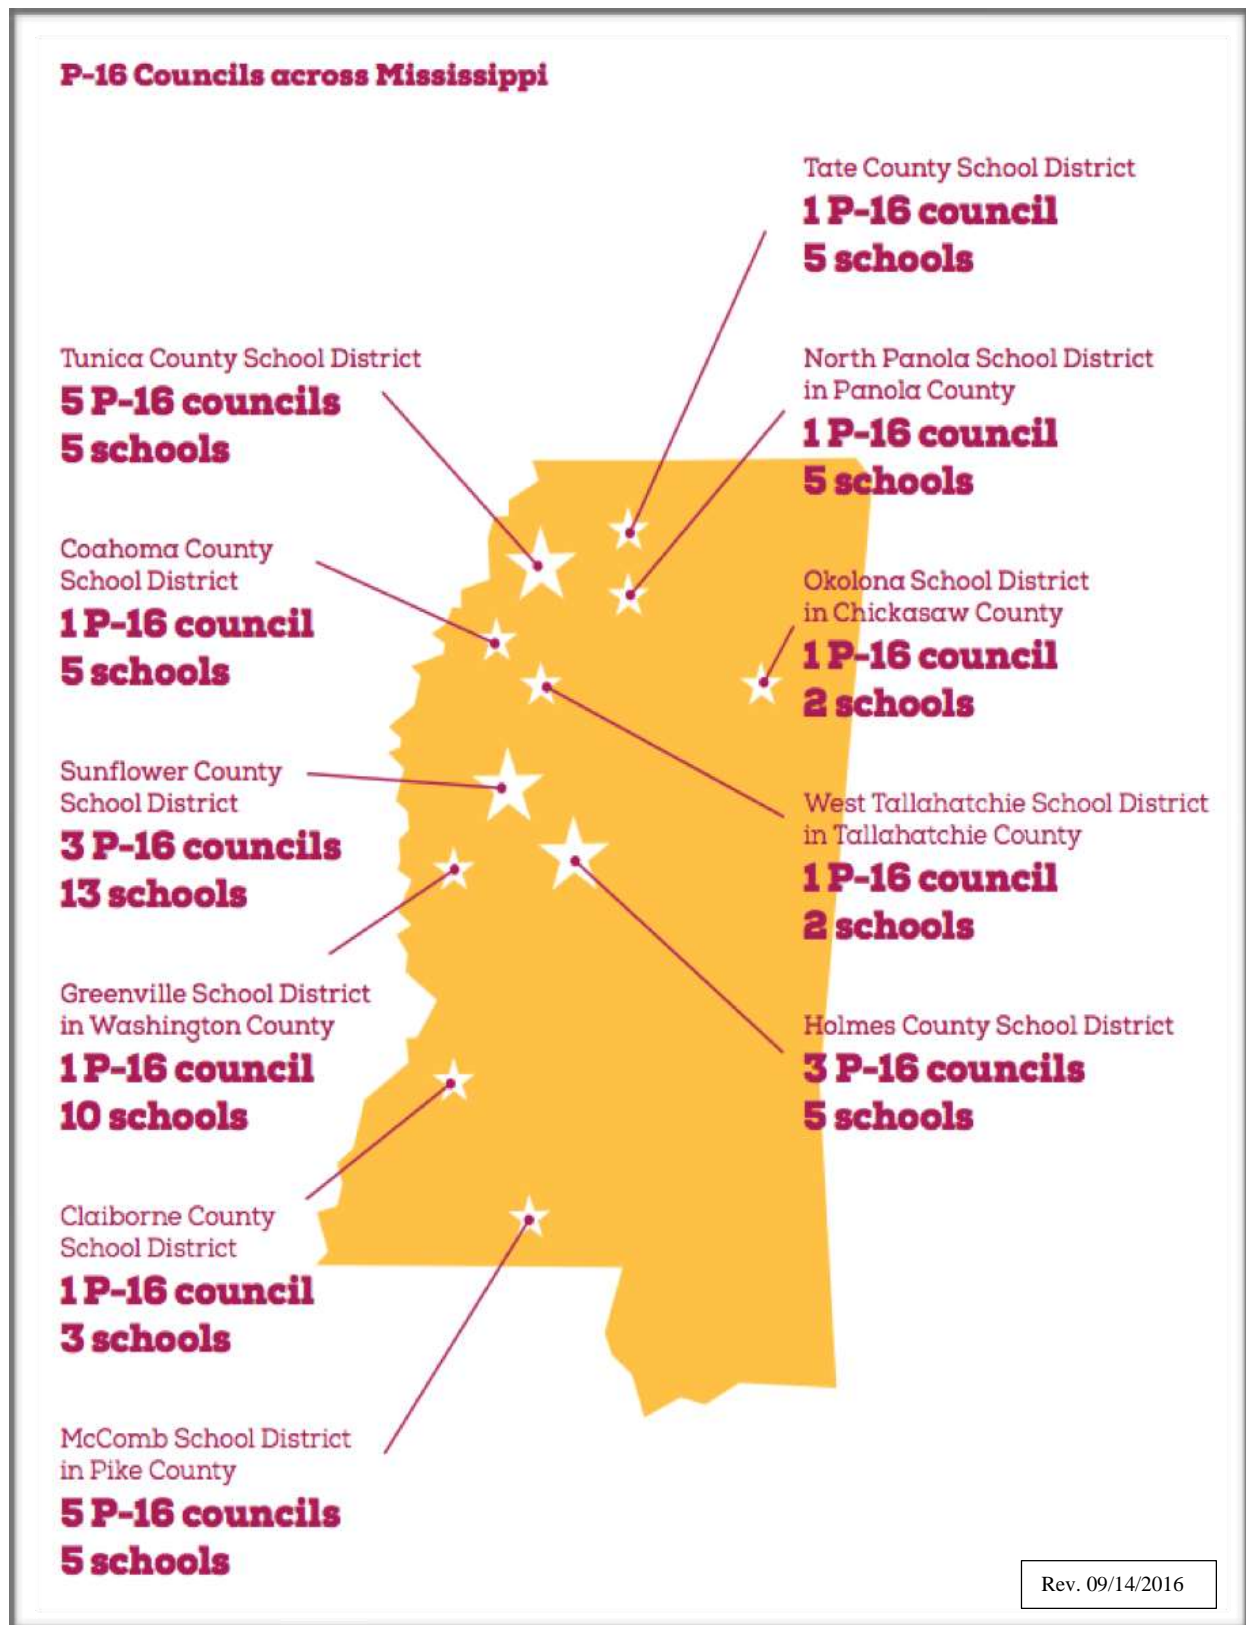 P-16 Councils across Mississippi
Tate County School District
1 P-16 council
5 schools
Tunica County School District
5 P-16 councils
5 schools
North Panola School District
in Panola County
1 P-16 council
5 schools
Coahoma County
School District
1 P-16 council
5 schools
Okolona School District
in Chickasaw County
1 P-16 council
2 schools
Sunflower County
School District
3 P-16 councils
13 schools
West Tallahatchie School District
in Tallahatchie County
1 P-16 council
2 schools
Greenville School District
in Washington County
1 P-16 council
10 schools
Holmes County School District
3 P-16 councils
5 schools
Claiborne County
School District
1 P-16 council
3 schools
McComb School District
in Pike County
5 P-16 councils
5 schools
Rev. 09/14/2016